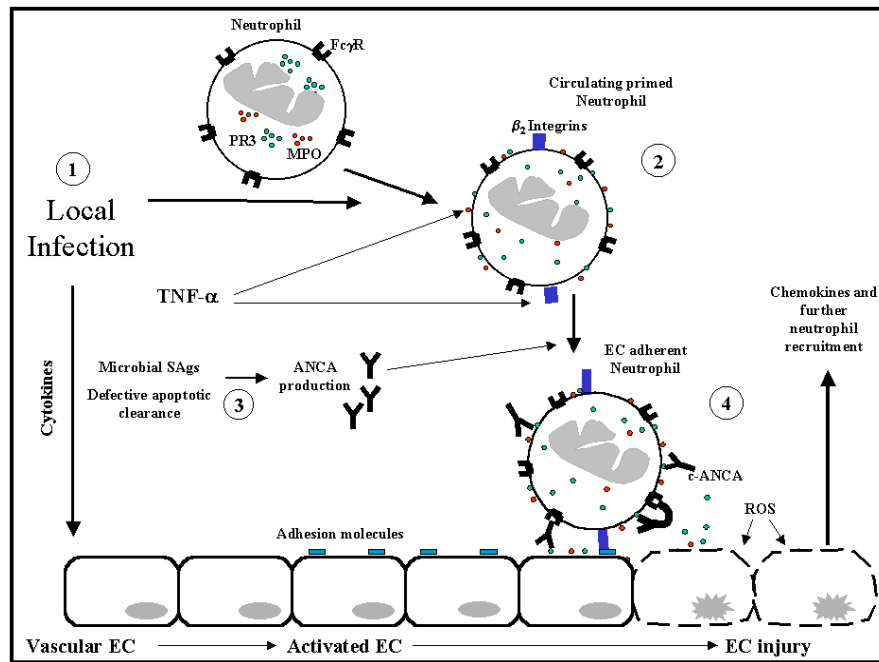 Neutrophil
FcγR
PR3
MPO
Circulating primed
Neutrophil
β2 Integrins
1
2
Local
Infection
TNF-α
Chemokines and
further
neutrophil
recruitment
Cytokines
Microbial SAgs
Defective apoptotic
clearance
3
ANCA
production
EC adherent
Neutrophil
4
c-ANCA
ROS
Adhesion molecules
Vascular EC
Activated EC
EC injury